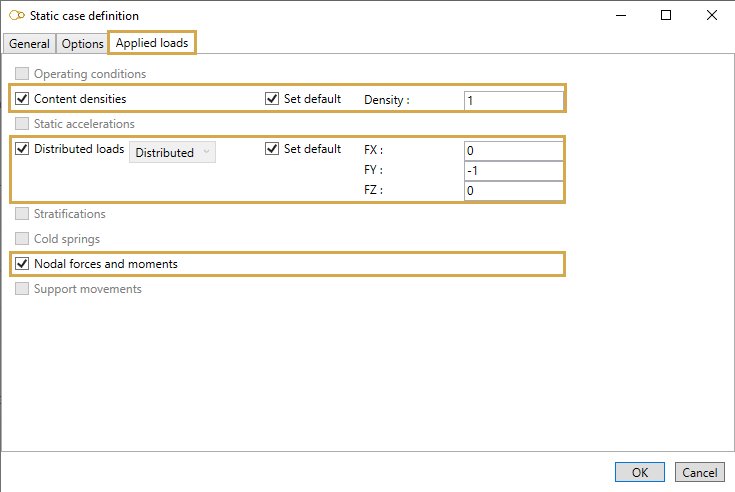 Static case definition
General Options Applied loads
Operating conditions
Content densities Set default Density : 1
Static accelerations
Distributed loads Distributed Set default FX : 0
FY : -1
FZ : 0
Stratifications
Cold springs
Nodal forces and moments
Support movements
OK Cancel